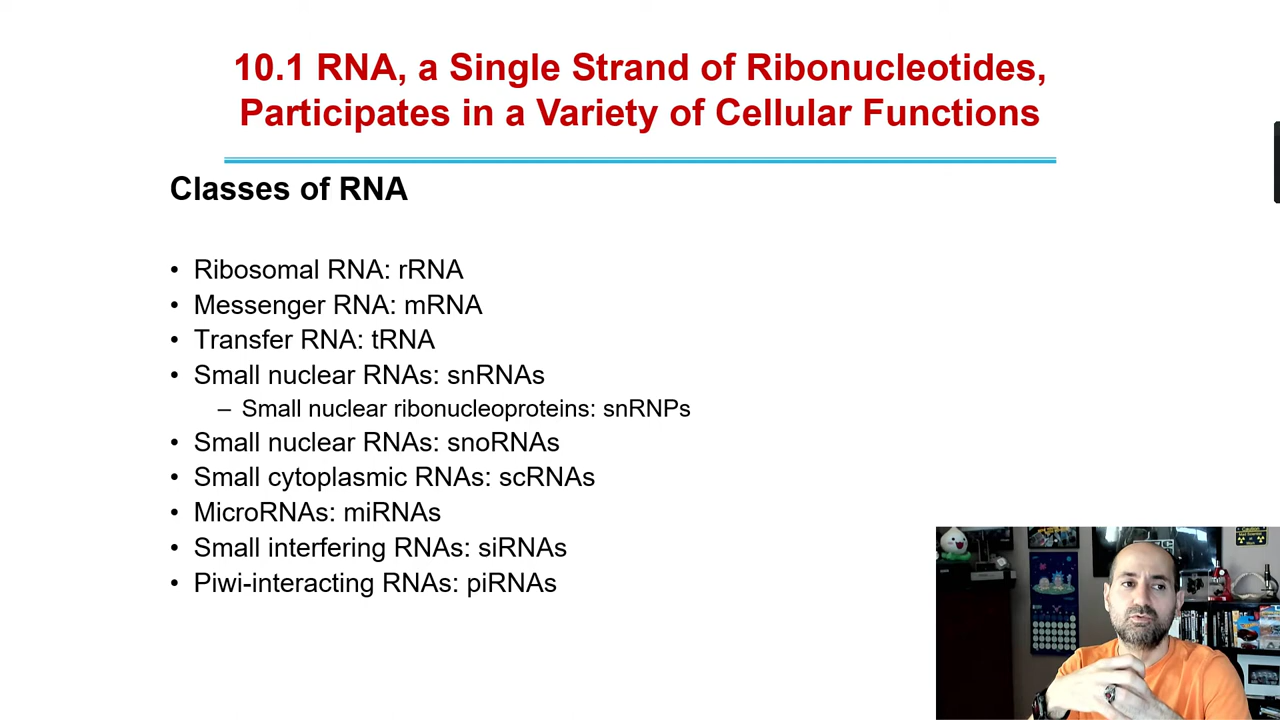 10.1 RNA, a Single Strand of Ribonucleotides,
Participates in a Variety of Cellular Functions
Classes of RNA
• Ribosomal RNA: rRNA
• Messenger RNA: mRNA
• Transfer RNA: tRNA
• Small nuclear RNAs: snRNAs
– Small nuclear ribonucleoproteins: snRNPs
• Small nuclear RNAs: snoRNAs
• Small cytoplasmic RNAs: scRNAs
• MicroRNAs: miRNAs
• Small interfering RNAs: siRNAs
• Piwi-interacting RNAs: piRNAs